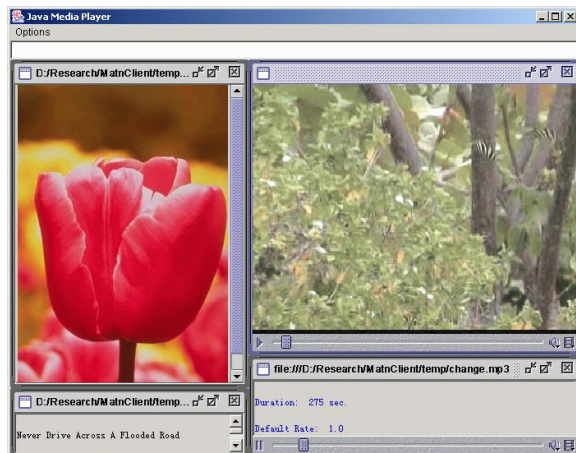 Java Media Player
Options
D:/Research/MatnClient/temp...
D:/Research/MatnClient/temp...
Never Drive Across A Flooded Road
file:///D:/Research/MatnClient/temp/change.mp3
Duration: 275 sec.
Default Rate: 1.0